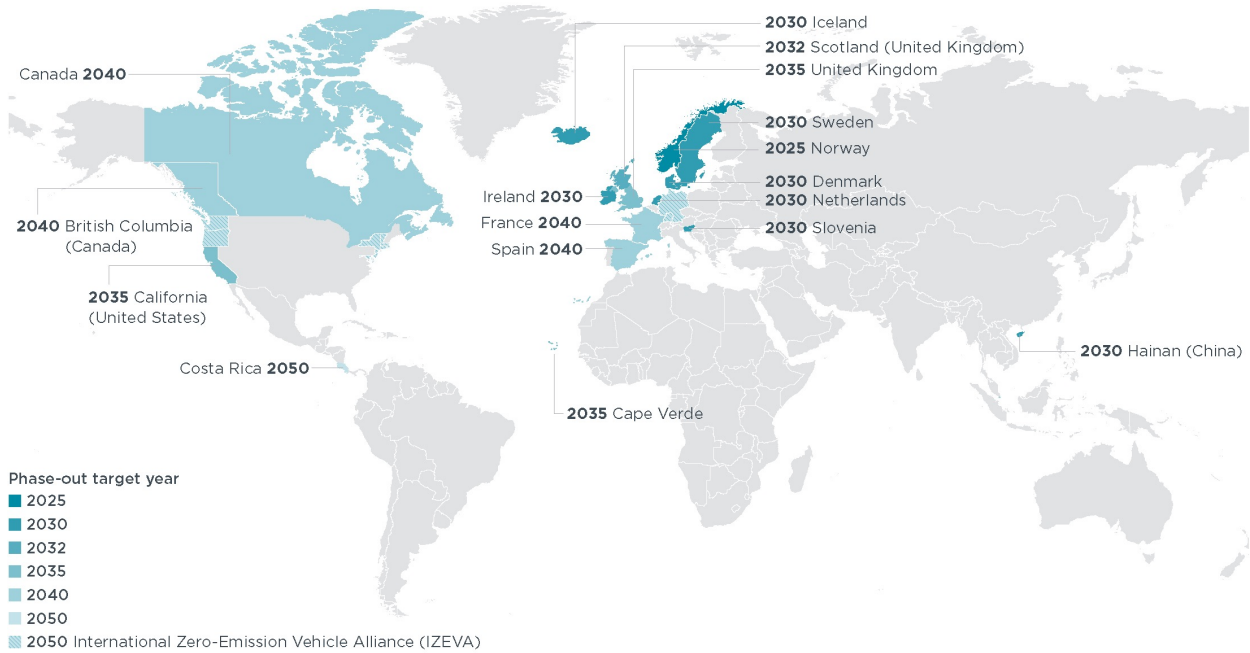 2030 Iceland
2032 Scotland (United Kingdom)
2035 United Kingdom
Canada 2040
2030 Sweden
2025 Norway
2030 Denmark
Ireland 2030
2030 Netherlands
France 2040
2030 Slovenia
Spain 2040
2040 British Columbia
(Canada)
2035 California
(United States)
2030 Hainan (China)
Costa Rica 2050
2035 Cape Verde
Phase-out target year
2025
2030
2032
2035
2040
2050
2050 International Zero-Emission Vehicle Alliance (IZEVA)